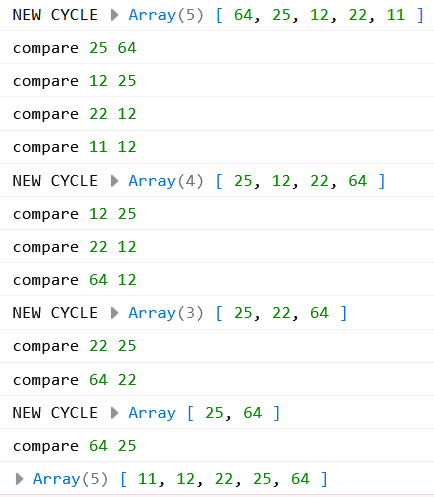 NEW CYCLE ▶ Array(5) [ 64, 25, 12, 22, 11 ]
compare 25 64
compare 12 25
compare 22 12
compare 11 12
NEW CYCLE ▶ Array(4) [ 25, 12, 22, 64 ]
compare 12 25
compare 22 12
compare 64 12
NEW CYCLE ▶ Array(3) [ 25, 22, 64 ]
compare 22 25
compare 64 22
NEW CYCLE ▶ Array [ 25, 64 ]
compare 64 25
▶ Array(5) [ 11, 12, 22, 25, 64 ]